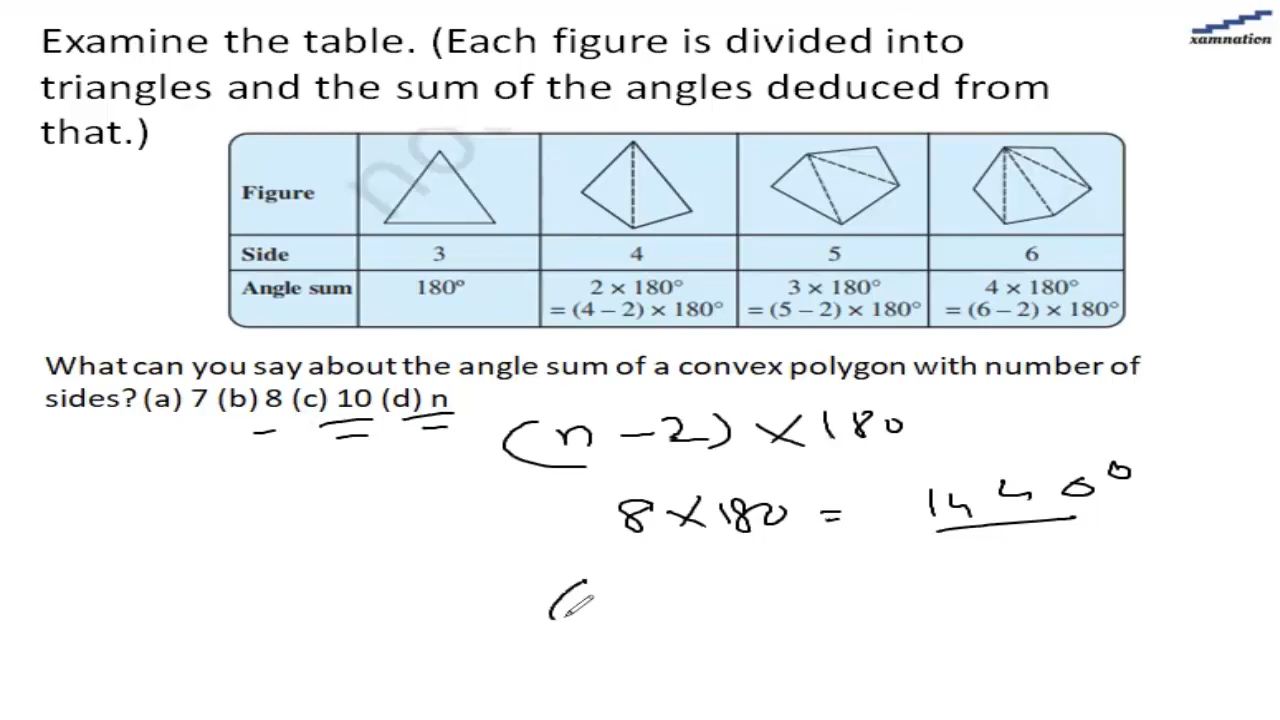 xamnation
Examine the table. (Each figure is divided into
triangles and the sum of the angles deduced from
that.)
no
Figure
Side 3 4 5 6
Angle sum 180° 2 × 180° 3 × 180° 4 × 180°
= (4 – 2) × 180° = (5 – 2) × 180° = (6 – 2) × 180°
What can you say about the angle sum of a convex polygon with number of
sides? (a) 7 (b) 8 (c) 10 (d) n
(n - 2) × 180
8 × 180 = 1440°
(